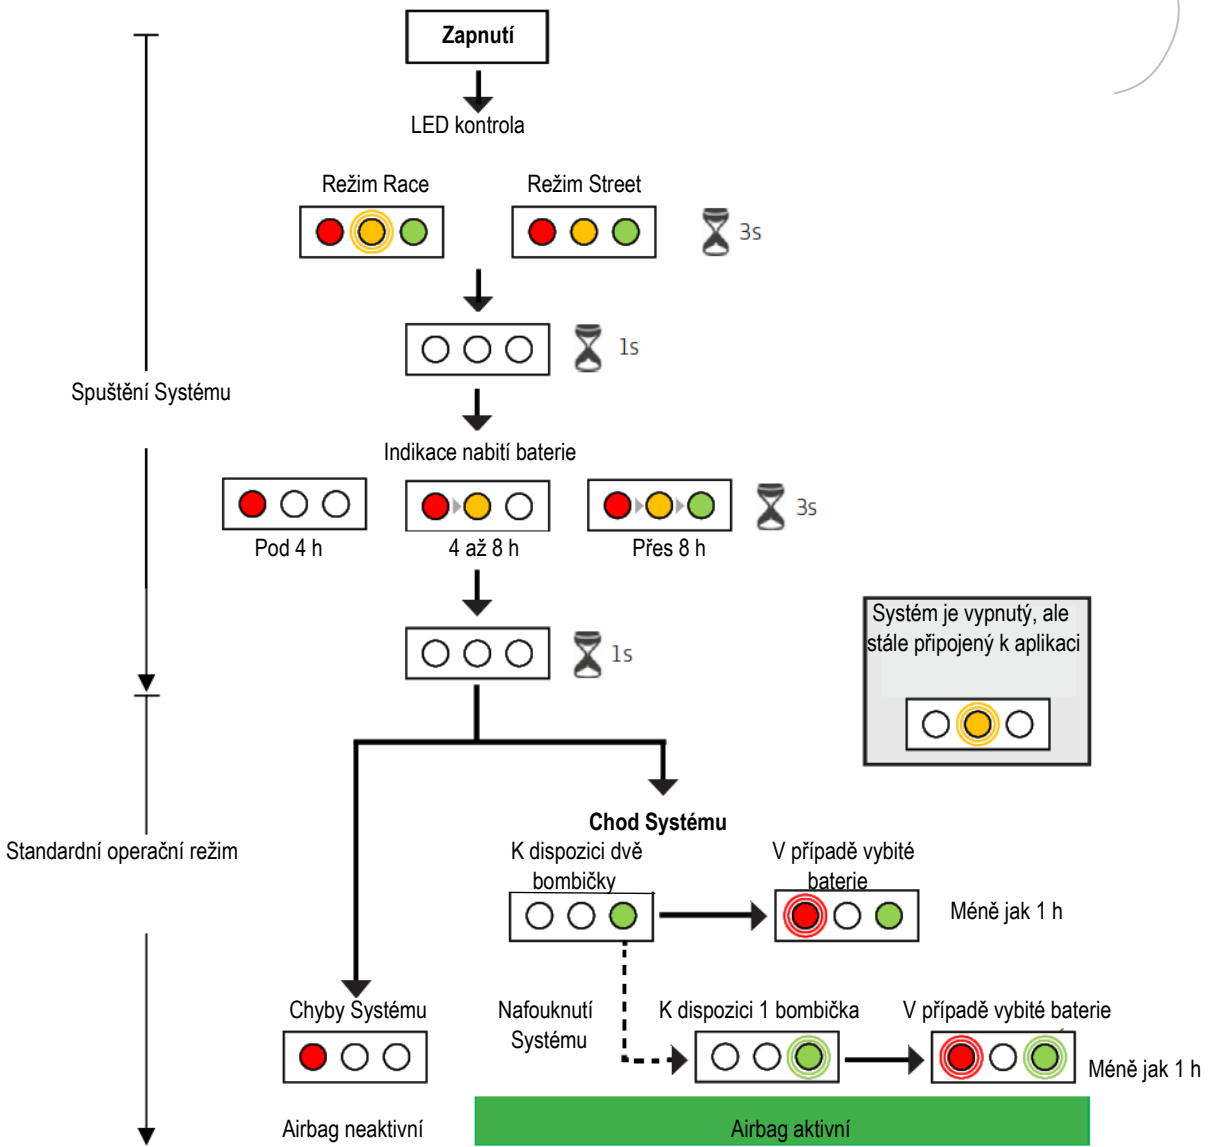 Zapnutí
LED kontrola
Režim Race
Režim Street
3s
1s
Spuštění Systému
Indikace nabití baterie
3s
Pod 4 h
4 až 8 h
Přes 8 h
Systém je vypnutý, ale
stále připojený k aplikaci
1s
Chod Systému
Standardní operační režim
K dispozici dvě
bombičky
V případě vybité
baterie
Méně jak 1 h
Chyby Systému
Nafouknutí
Systému
K dispozici 1 bombička
V případě vybité baterie
Méně jak 1 h
Airbag neaktivní
Airbag aktivní